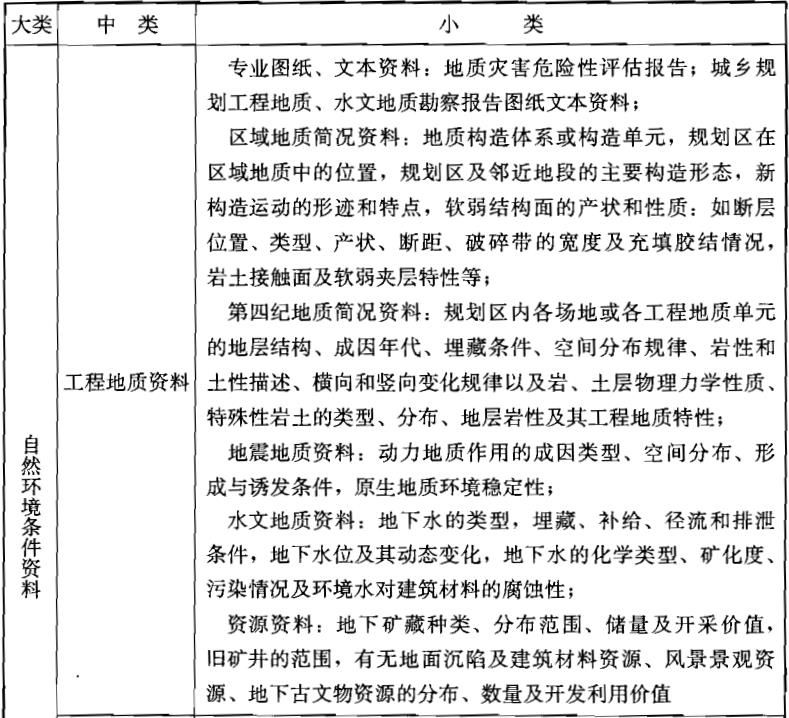 大类 中 类 小 类
专业图纸、文本资料：地质灾害危险性评估报告；城乡规
划工程地质、水文地质勘察报告图纸文本资料；
区域地质简况资料：地质构造体系或构造单元，规划区在
区域地质中的位置，规划区及邻近地段的主要构造形态，新
构造运动的形迹和特点，软弱结构面的产状和性质：如断层
位置、类型、产状、断距、破碎带的宽度及充填胶结情况，
岩土接触面及软弱夹层特性等；
第四纪地质简况资料：规划区内各场地或各工程地质单元
的地层结构、成因年代、埋藏条件、空间分布规律、岩性和
土性描述、横向和竖向变化规律以及岩、土层物理力学性质、
特殊性岩土的类型、分布、地层岩性及其工程地质特性；
地震地质资料：动力地质作用的成因类型、空间分布、形
成与诱发条件，原生地质环境稳定性；
水文地质资料：地下水的类型，埋藏、补给、径流和排泄
条件，地下水位及其动态变化，地下水的化学类型、矿化度、
污染情况及环境水对建筑材料的腐蚀性；
资源资料：地下矿藏种类、分布范围、储量及开采价值，
旧矿井的范围，有无地面沉陷及建筑材料资源、风景景观资
源、地下古文物资源的分布、数量及开发利用价值
工程地质资料
自然环境条件资料